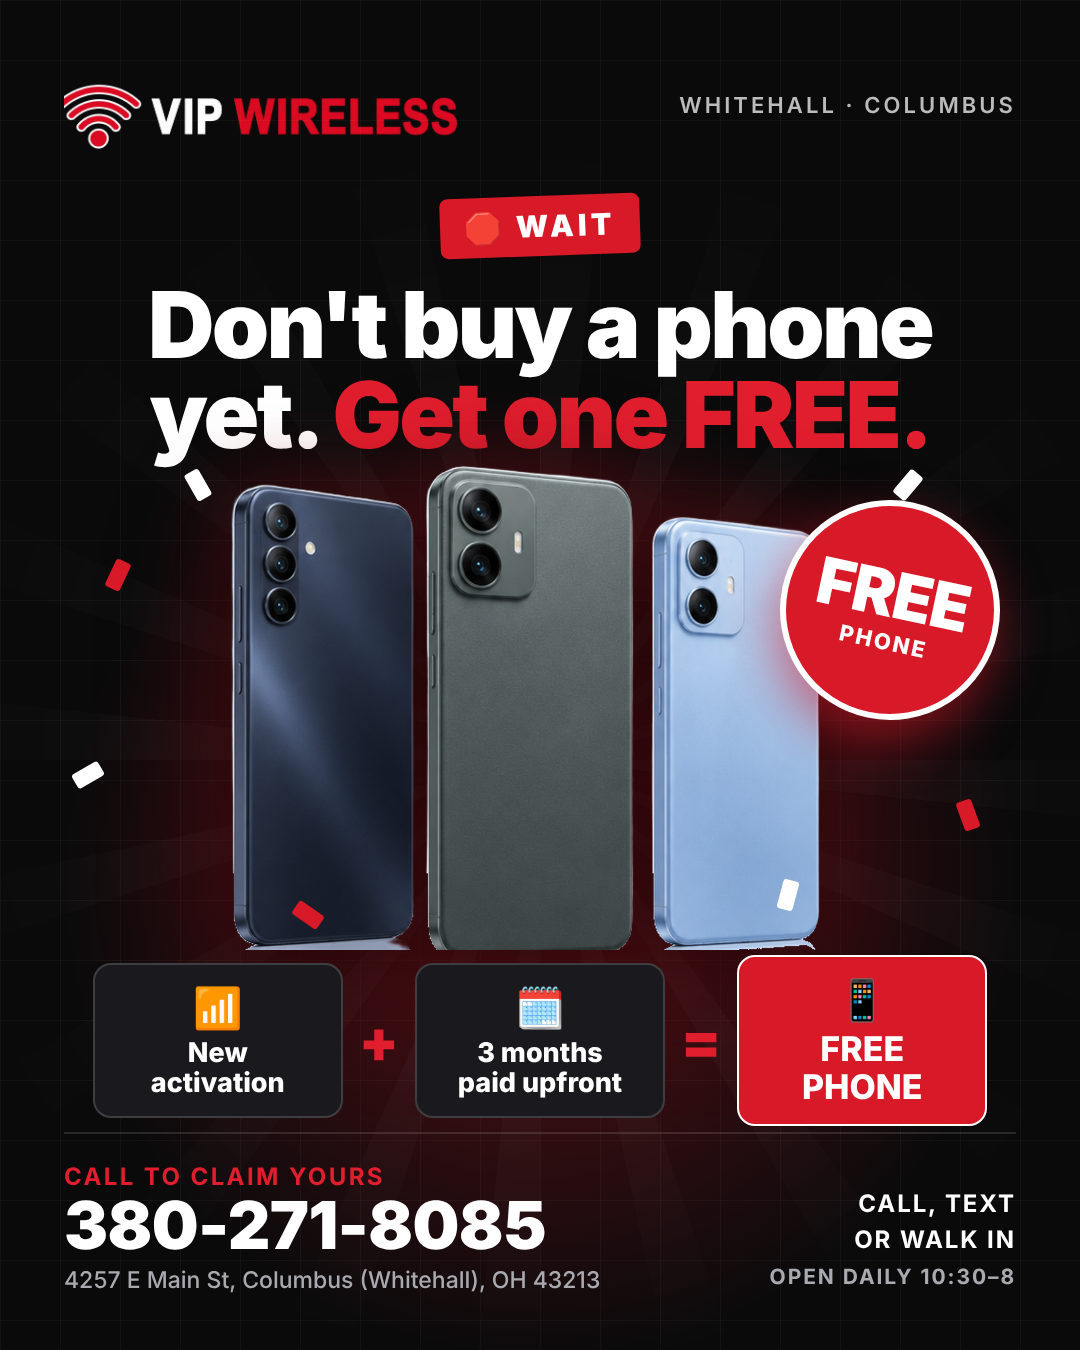 VIP WIRELESS
WHITEHALL · COLUMBUS
WAIT
Don't buy a phone
yet. Get one FREE.
FREE
PHONE
New
activation
+
3 months
paid upfront
=
FREE
PHONE
CALL TO CLAIM YOURS
380-271-8085
4257 E Main St, Columbus (Whitehall), OH 43213
CALL, TEXT
OR WALK IN
OPEN DAILY 10:30–8